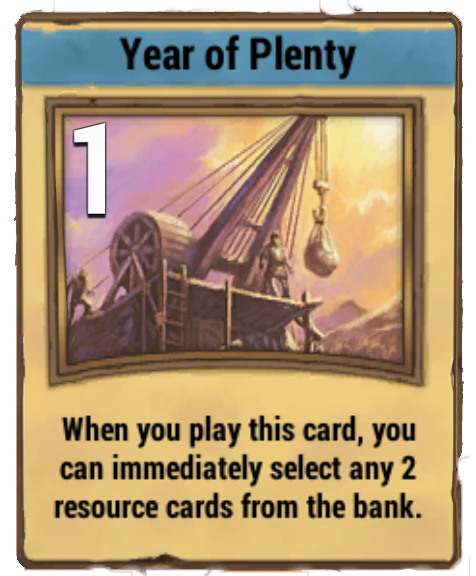 Year of Plenty
1
When you play this card, you
can immediately select any 2
resource cards from the bank.